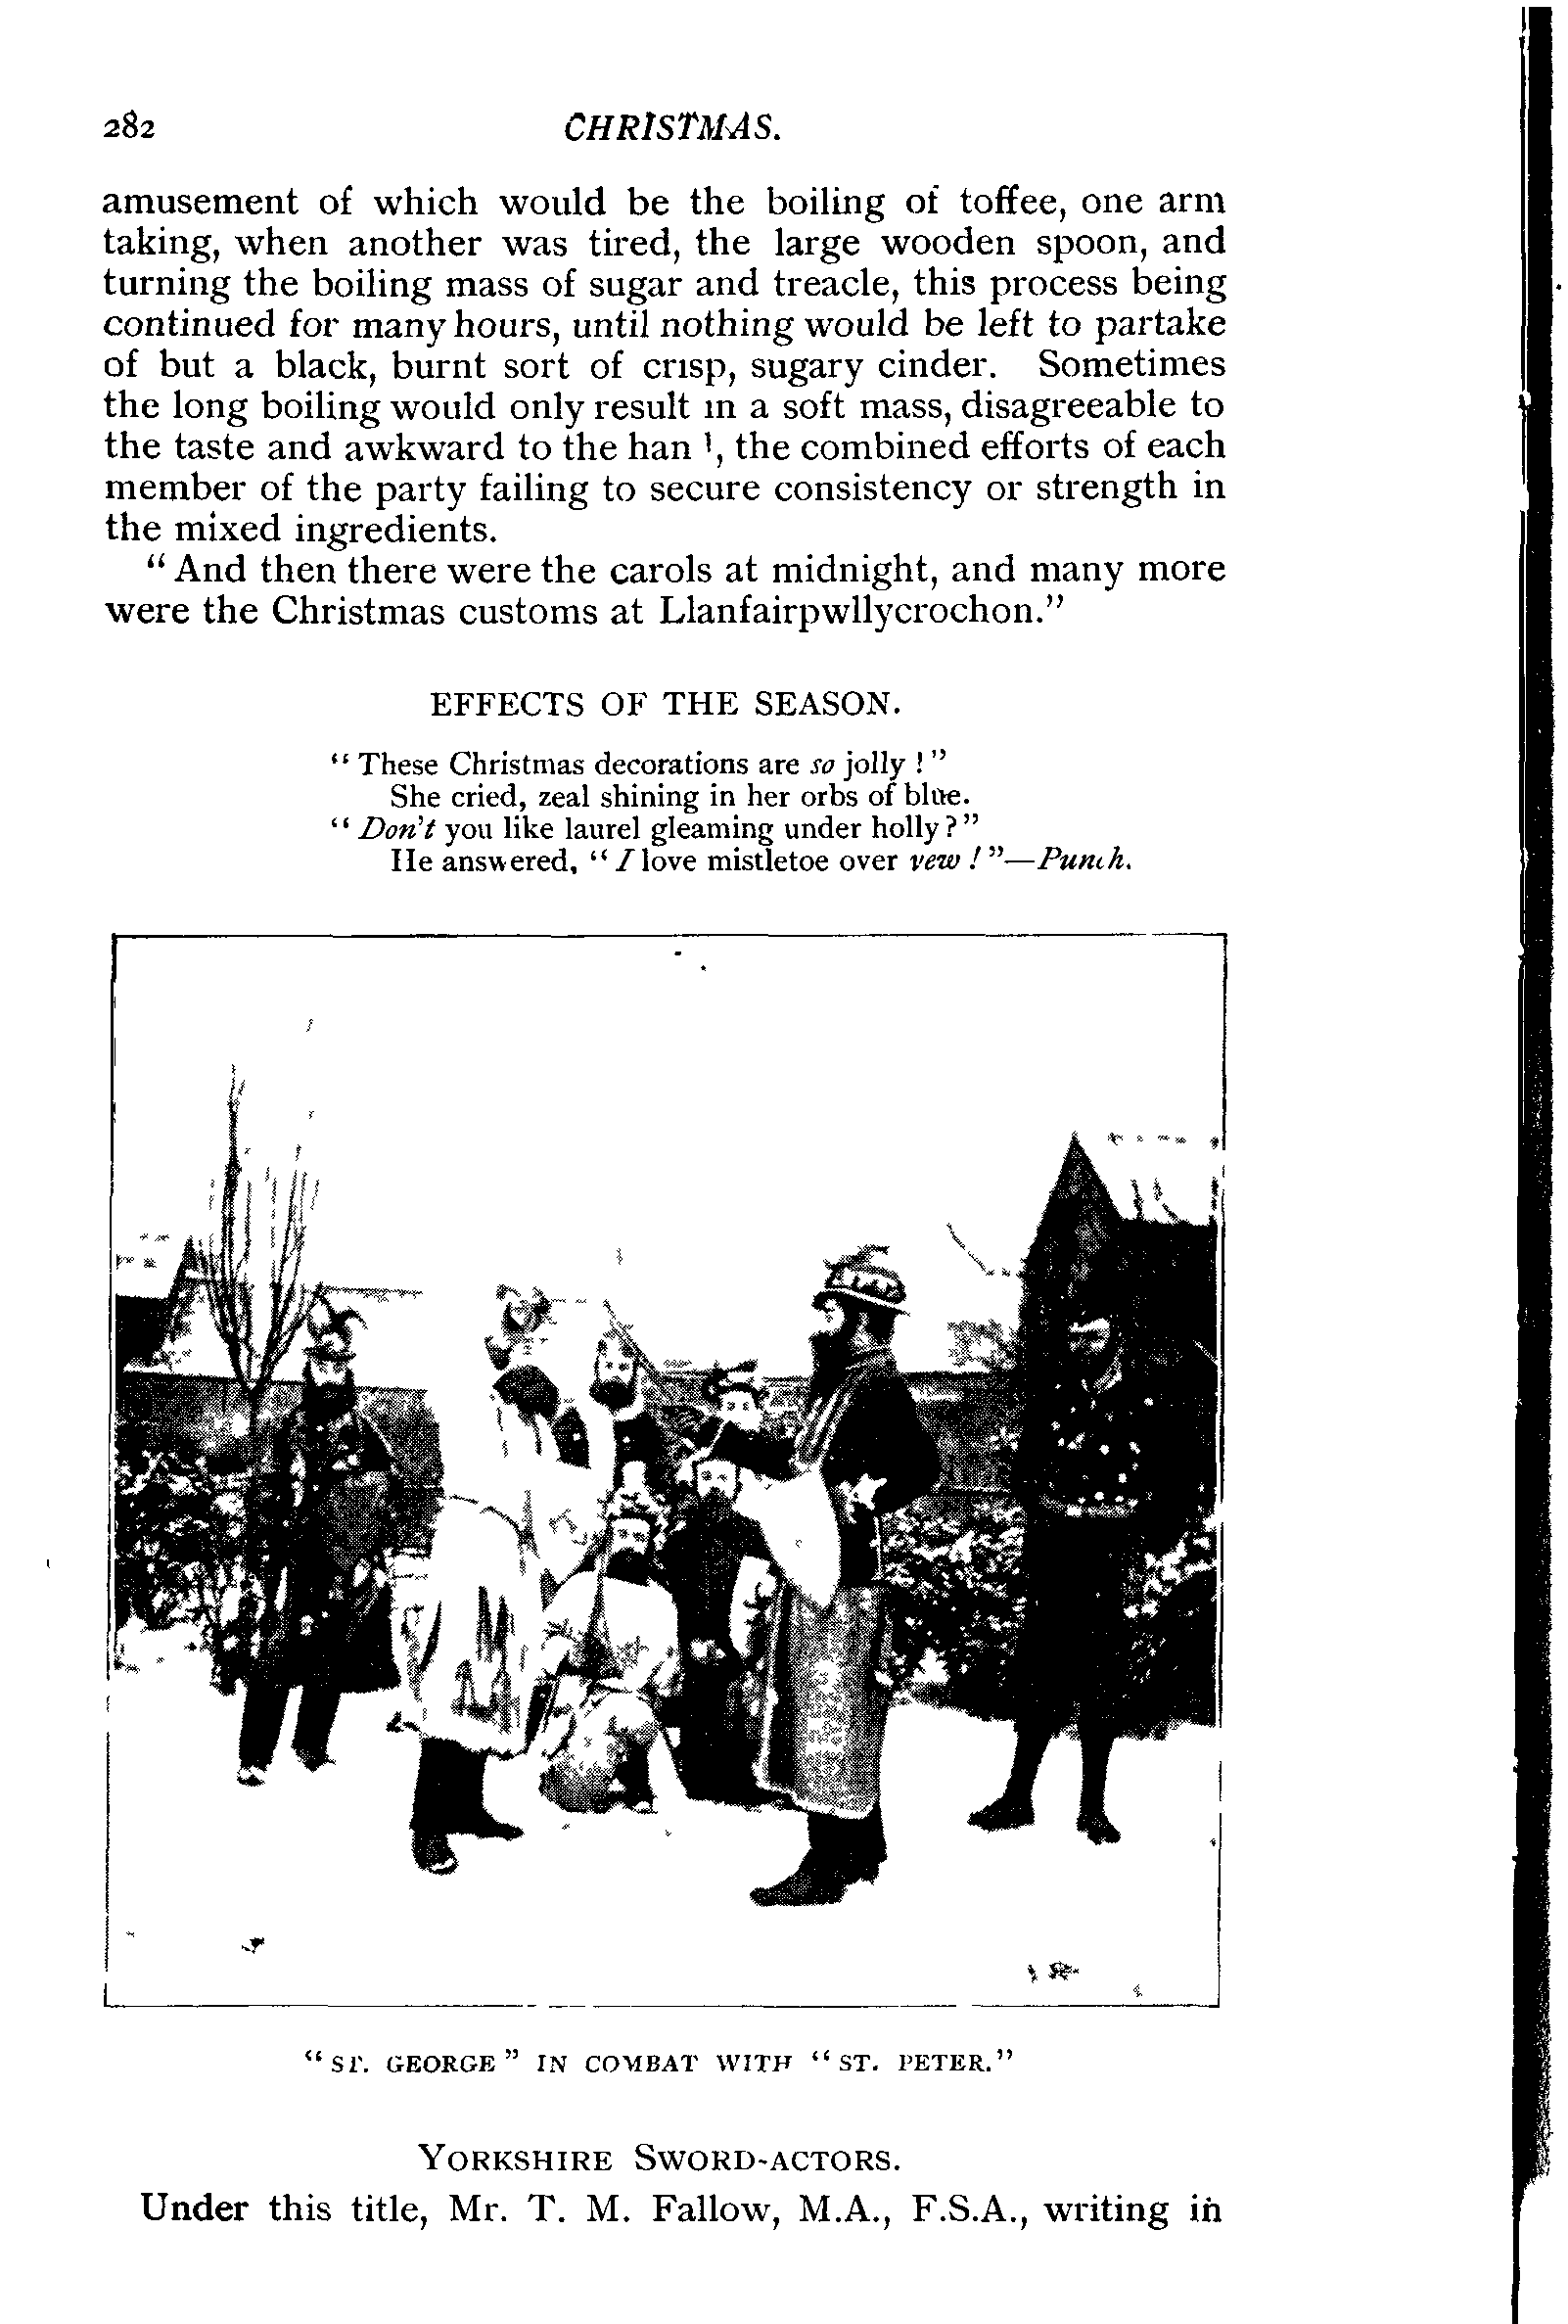 282 CHRISTMAS.
amusement of which would be the boiling of toffee, one arm
taking, when another was tired, the large wooden spoon, and
turning the boiling mass of sugar and treacle, this process being
continued for many hours, until nothing would be left to partake
of but a black, burnt sort of crisp, sugary cinder. Sometimes
the long boiling would only result in a soft mass, disagreeable to
the taste and awkward to the han l, the combined efforts of each
member of the party failing to secure consistency or strength in
the mixed ingredients.
“And then there were the carols at midnight, and many more
were the Christmas customs at Llanfairpwllycrochon.”
EFFECTS OF THE SEASON.
“These Christmas decorations are so jolly!”
She cried, zeal shining in her orbs of blue.
“Don't you like laurel gleaming under holly?”
He answered, “I love mistletoe over yew!”—Punch.
“ST. GEORGE” IN COMBAT WITH “ST. PETER.”
YORKSHIRE SWORD-ACTORS.
Under this title, Mr. T. M. Fallow, M.A., F.S.A., writing in